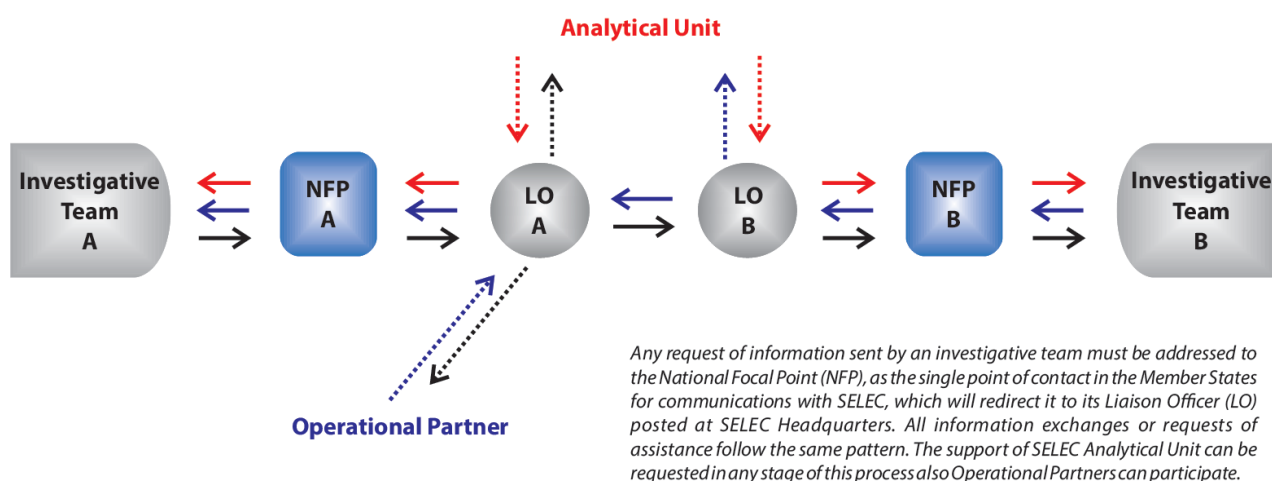 Analytical Unit
Investigative
Team
A
NFP
A
LO
A
LO
B
NFP
B
Investigative
Team
B
Operational Partner
Any request of information sent by an investigative team must be addressed to
the National Focal Point (NFP), as the single point of contact in the Member States
for communications with SELEC, which will redirect it to its Liaison Officer (LO)
posted at SELEC Headquarters. All information exchanges or requests of
assistance follow the same pattern. The support of SELEC Analytical Unit can be
requested in any stage of this process also Operational Partners can participate.